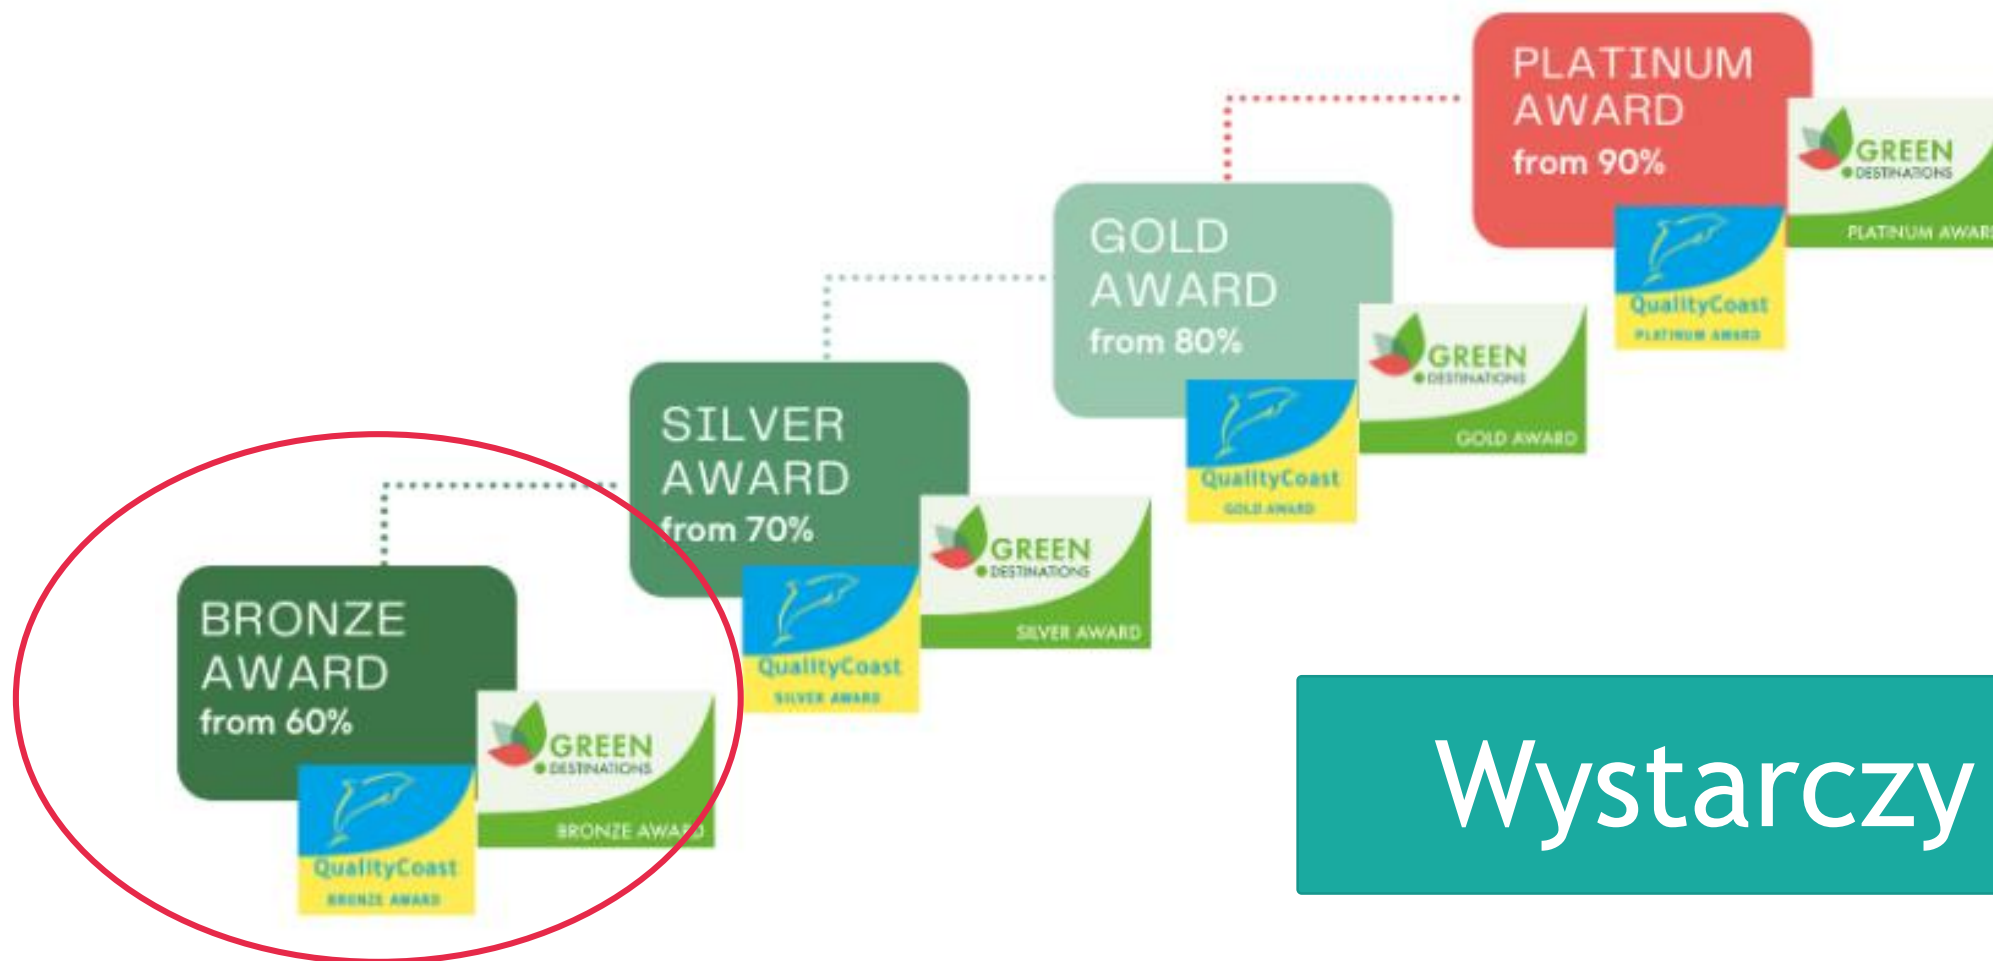 PLATINUM
AWARD
from 90%
GREEN
DESTINATIONS
PLATINUM AWARD
QualityCoast
PLATINUM AWARD
GOLD
AWARD
from 80%
GREEN
DESTINATIONS
GOLD AWARD
QualityCoast
GOLD AWARD
SILVER
AWARD
from 70%
GREEN
DESTINATIONS
SILVER AWARD
QualityCoast
SILVER AWARD
BRONZE
AWARD
from 60%
GREEN
DESTINATIONS
BRONZE AWARD
QualityCoast
BRONZE AWARD
Wystarczy